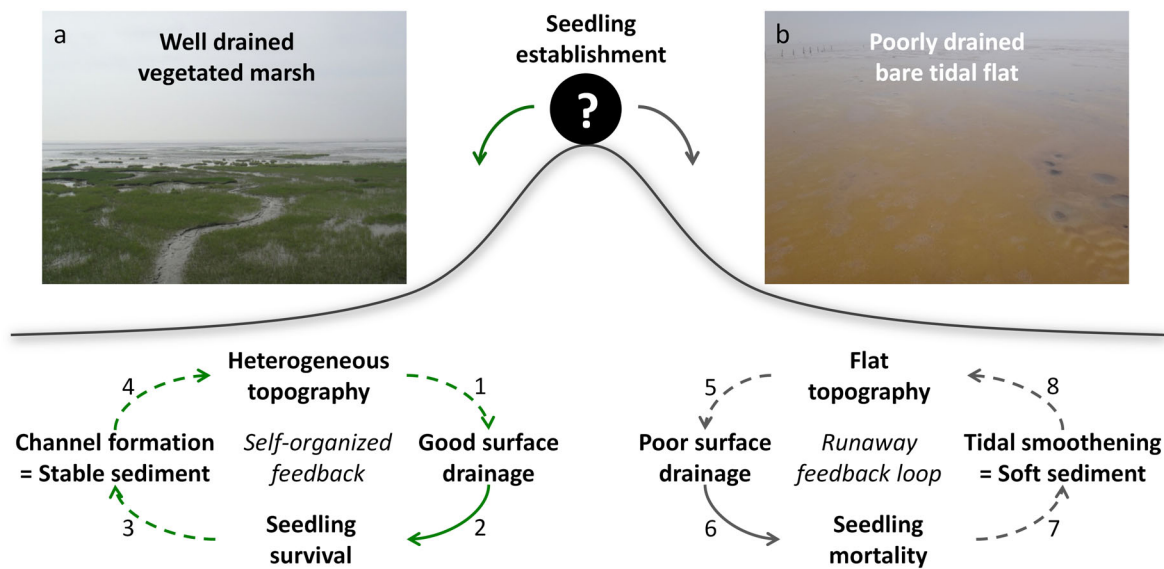 a
Well drained
vegetated marsh
Seedling
establishment
?
b
Poorly drained
bare tidal flat
Heterogeneous
topography
4
1
Channel formation
= Stable sediment
Self-organized
feedback
Good surface
drainage
3
2
Seedling
survival
Flat
topography
5
8
Poor surface
drainage
Runaway
feedback loop
Tidal smoothening
= Soft sediment
6
7
Seedling
mortality